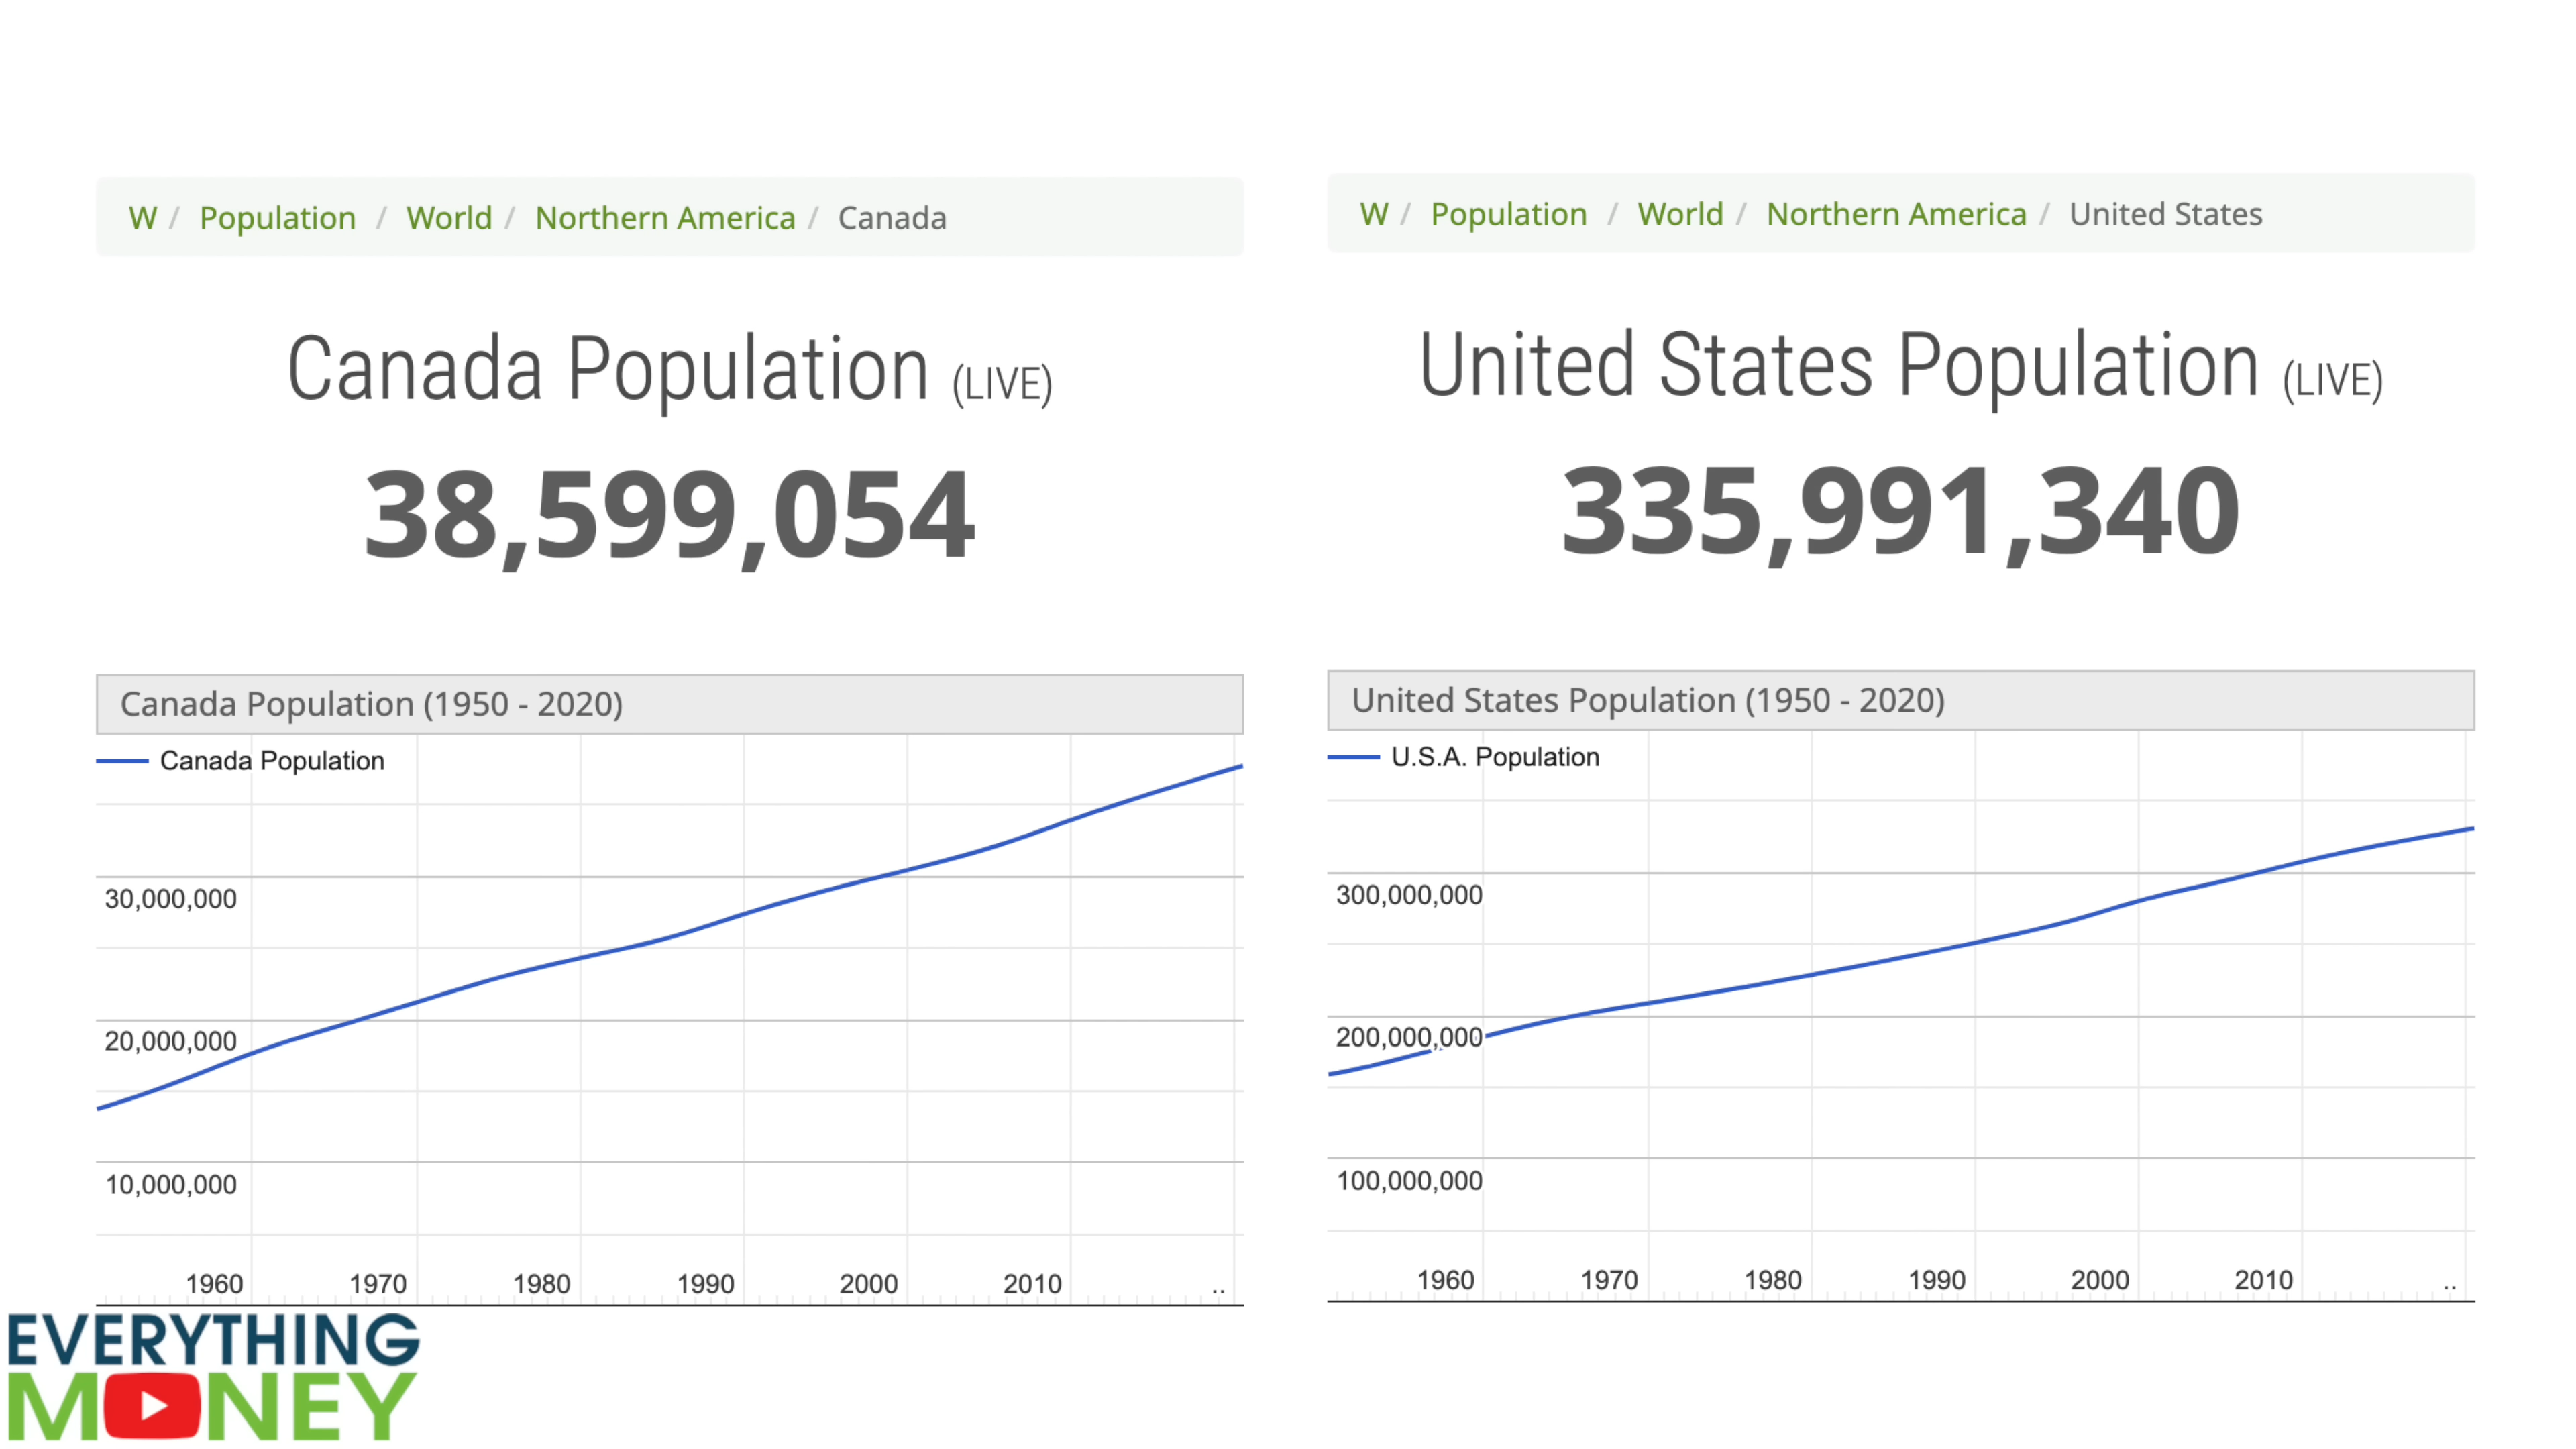 W / Population / World / Northern America / Canada
Canada Population (LIVE)
38,599,054
Canada Population (1950 - 2020)
Canada Population
30,000,000
20,000,000
10,000,000
1960 1970 1980 1990 2000 2010 ..
W / Population / World / Northern America / United States
United States Population (LIVE)
335,991,340
United States Population (1950 - 2020)
U.S.A. Population
300,000,000
200,000,000
100,000,000
1960 1970 1980 1990 2000 2010 ..
EVERYTHING
MONEY